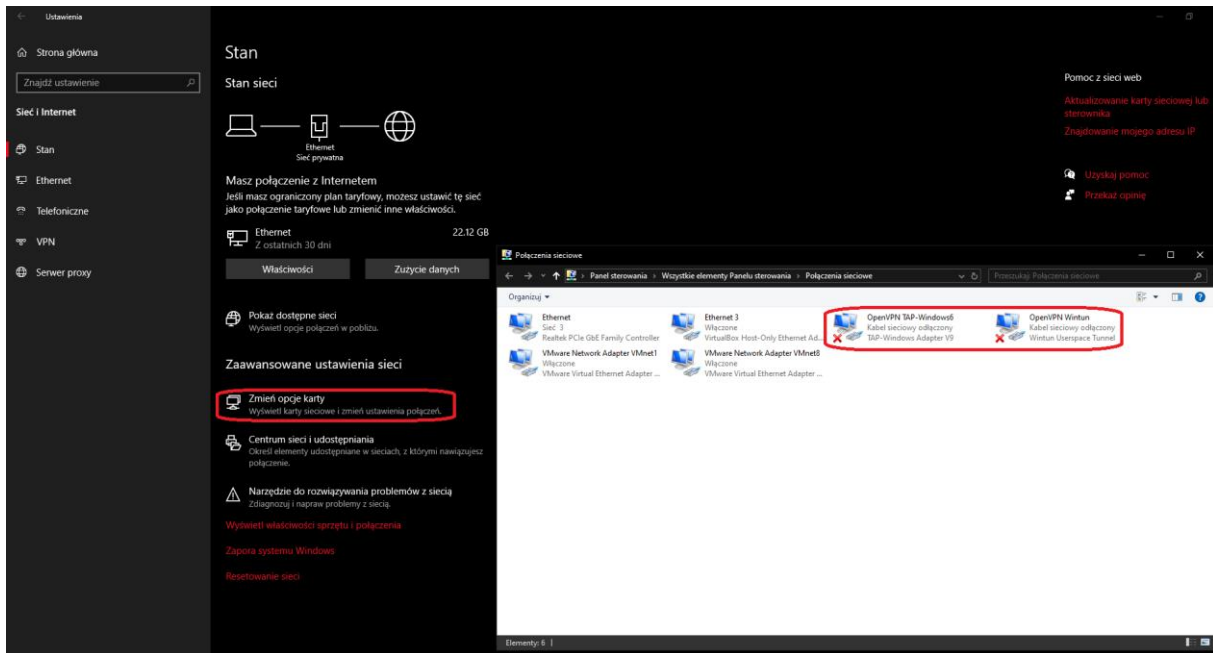 Ustawienia
Strona główna
Znajdź ustawienie
Sieć i Internet
Stan
Ethernet
Telefoniczne
VPN
Serwer proxy
Stan
Stan sieci
Ethernet
Sieć prywatna
Masz połączenie z Internetem
Jeśli masz ograniczony plan taryfowy, możesz ustawić tę sieć
jako połączenie taryfowe lub zmienić inne właściwości.
Ethernet
Z ostatnich 30 dni
22.12 GB
Właściwości
Zużycie danych
Pokaż dostępne sieci
Wyświetl opcje połączeń w pobliżu.
Zaawansowane ustawienia sieci
Zmień opcje karty
Wyświetl karty sieciowe i zmień ustawienia połączeń.
Centrum sieci i udostępniania
Określ elementy udostępniane w sieciach, z którymi nawiązujesz
połączenie.
Narzędzie do rozwiązywania problemów z siecią
Zdiagnozuj i napraw problemy z siecią.
Wyświetl właściwości sprzętu i połączenia
Zapora systemu Windows
Resetowanie sieci
Pomoc z sieci web
Aktualizowanie karty sieciowej lub
sterownika
Znajdowanie mojego adresu IP
Uzyskaj pomoc
Przekaż opinię
Połączenia sieciowe
Panel sterowania > Wszystkie elementy Panelu sterowania > Połączenia sieciowe
Przeszukaj: Połączenia sieciowe
Organizuj
Ethernet
Sieć 3
Realtek PCIe GbE Family Controller
Ethernet 3
Włączone
VirtualBox Host-Only Ethernet Ad...
OpenVPN TAP-Windows6
Kabel sieciowy odłączony
TAP-Windows Adapter V9
OpenVPN Wintun
Kabel sieciowy odłączony
Wintun Userspace Tunnel
VMware Network Adapter VMnet1
Włączone
VMware Virtual Ethernet Adapter ...
VMware Network Adapter VMnet8
Włączone
VMware Virtual Ethernet Adapter ...
Elementy: 6